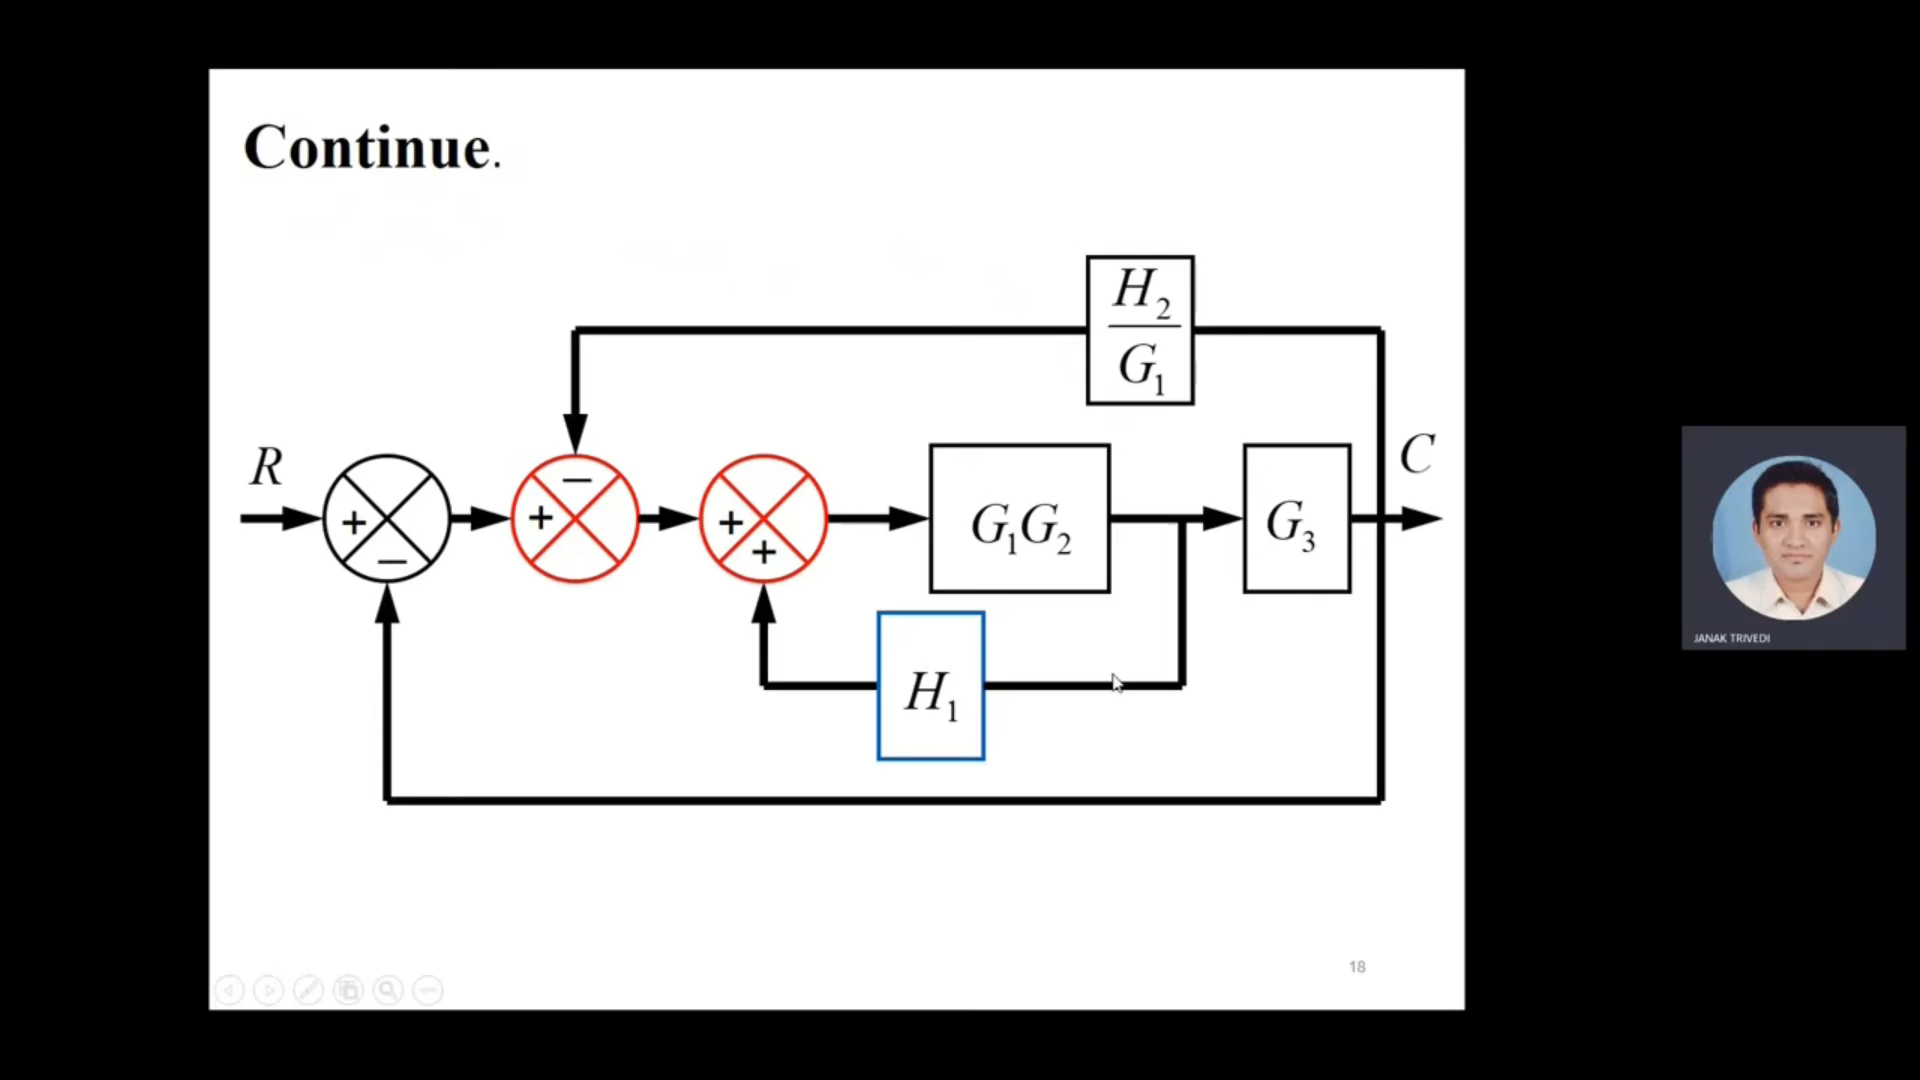 Continue.
H₂
G₁
R
C
+
−
−
+
+
+
G₁G₂
G₃
H₁
JANAK TRIVEDI
18